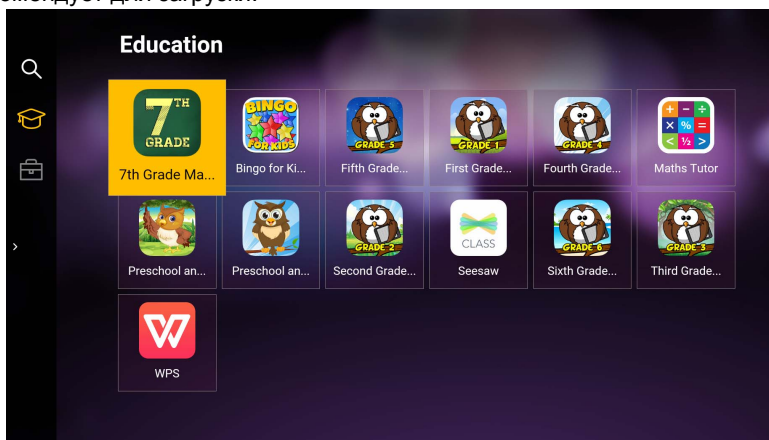 Education
7TH
GRADE
BINGO
FOR KIDS
GRADE 5
GRADE 1
GRADE 4
+ − ÷
× % =
< ½ >
7th Grade Ma...
Bingo for Ki...
Fifth Grade...
First Grade...
Fourth Grade...
Maths Tutor
GRADE 2
CLASS
GRADE 6
GRADE 3
Preschool an...
Preschool an...
Second Grade...
Seesaw
Sixth Grade...
Third Grade...
W
WPS